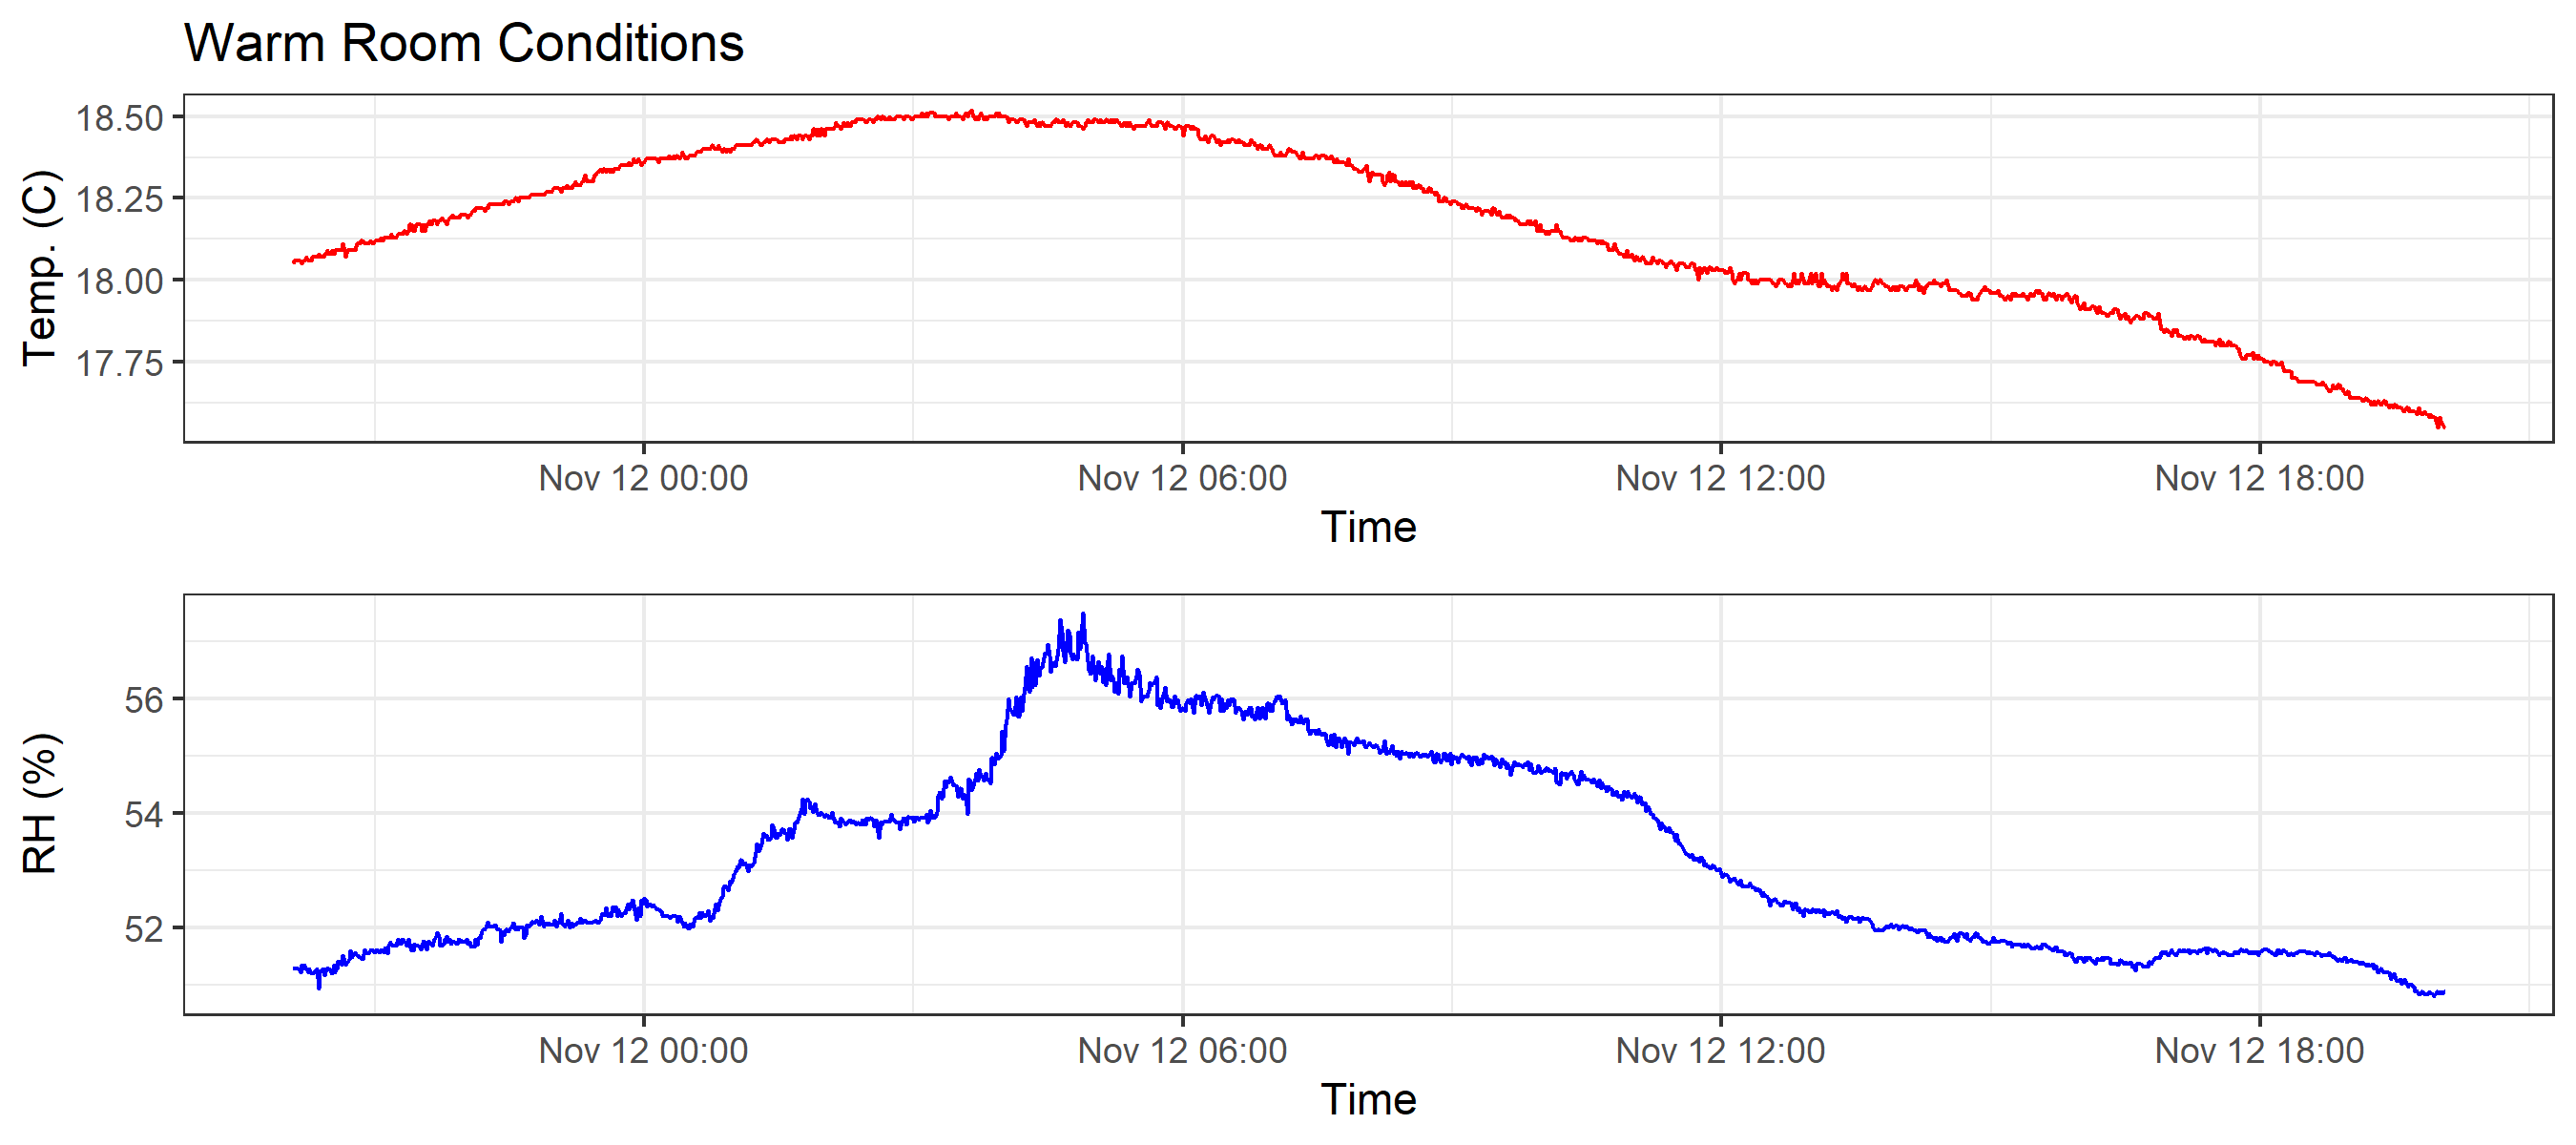 Warm Room Conditions
Temp. (C)
18.50
18.25
18.00
17.75
Nov 12 00:00 Nov 12 06:00 Nov 12 12:00 Nov 12 18:00
Time
RH (%)
56
54
52
Nov 12 00:00 Nov 12 06:00 Nov 12 12:00 Nov 12 18:00
Time